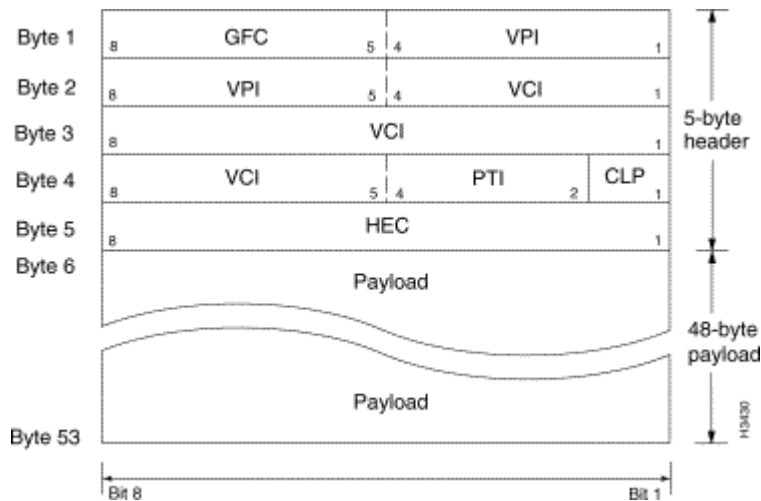 Byte 1 8 GFC 5 4 VPI 1
Byte 2 8 VPI 5 4 VCI 1
Byte 3 8 VCI 1
5-byte
header
Byte 4 8 VCI 5 4 PTI 2 CLP 1
Byte 5 8 HEC 1
Byte 6 Payload
48-byte
payload
Payload
H3430
Byte 53
Bit 8 Bit 1